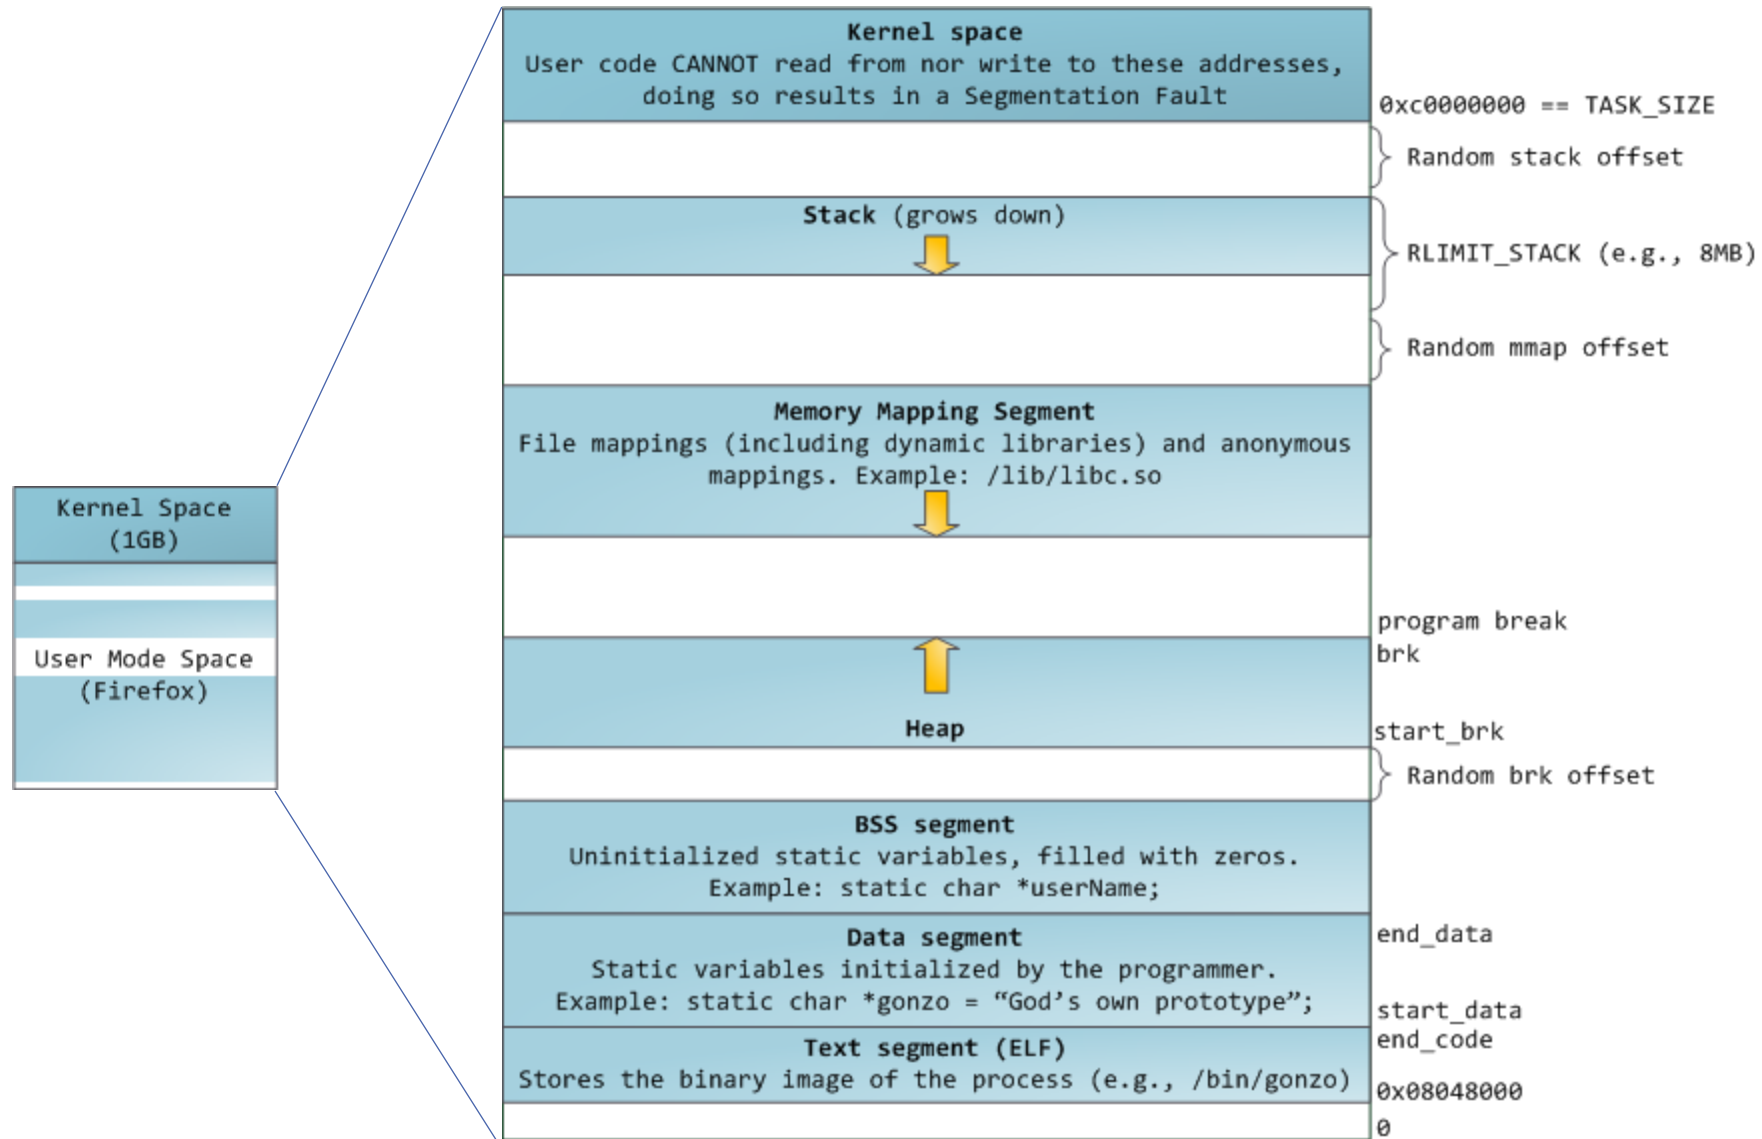 Kernel space
User code CANNOT read from nor write to these addresses,
doing so results in a Segmentation Fault
0xc0000000 == TASK_SIZE
Random stack offset
Stack (grows down)
RLIMIT_STACK (e.g., 8MB)
Random mmap offset
Memory Mapping Segment
File mappings (including dynamic libraries) and anonymous
mappings. Example: /lib/libc.so
Kernel Space
(1GB)
User Mode Space
(Firefox)
program break
brk
Heap
start_brk
Random brk offset
BSS segment
Uninitialized static variables, filled with zeros.
Example: static char *userName;
Data segment
end_data
Static variables initialized by the programmer.
Example: static char *gonzo = “God’s own prototype”;
start_data
end_code
Text segment (ELF)
Stores the binary image of the process (e.g., /bin/gonzo)
0x08048000
0